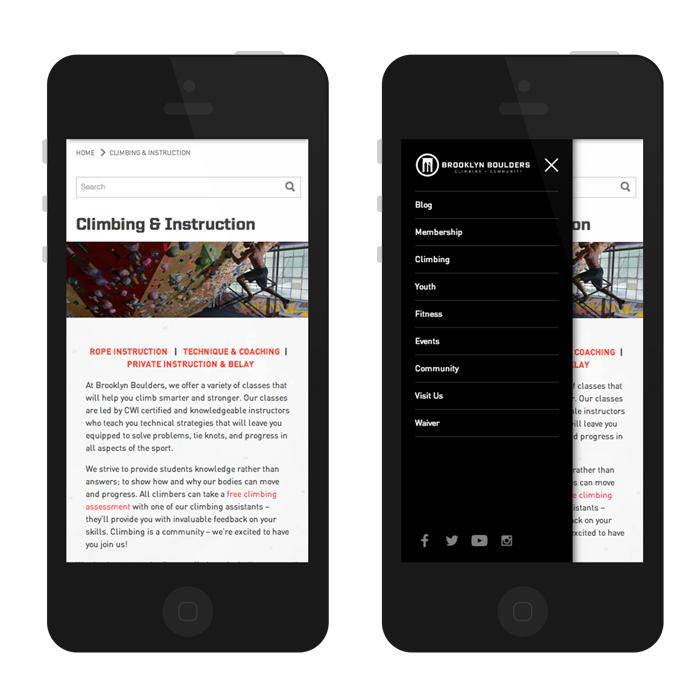 HOME > CLIMBING & INSTRUCTION
Search
Climbing & Instruction
ROPE INSTRUCTION | TECHNIQUE & COACHING |
PRIVATE INSTRUCTION & BELAY
At Brooklyn Boulders, we offer a variety of classes that
will help you climb smarter and stronger. Our classes
are led by CWI certified and knowledgeable instructors
who teach you technical strategies that will leave you
equipped to solve problems, tie knots, and progress in
all aspects of the sport.
We strive to provide students knowledge rather than
answers; to show how and why our bodies can move
and progress. All climbers can take a free climbing
assessment with one of our climbing assistants –
they'll provide you with invaluable feedback on your
skills. Climbing is a community – we're excited to have
you join us!
BROOKLYN BOULDERS
CLIMBING + COMMUNITY
Blog
Membership
Climbing
Youth
Fitness
Events
Community
Visit Us
Waiver
on
COACHING |
LAY
f classes that
Our classes
le instructors
ill leave you
d progress in
rather than
s can move
e climbing
istants –
ack on your
xcited to have